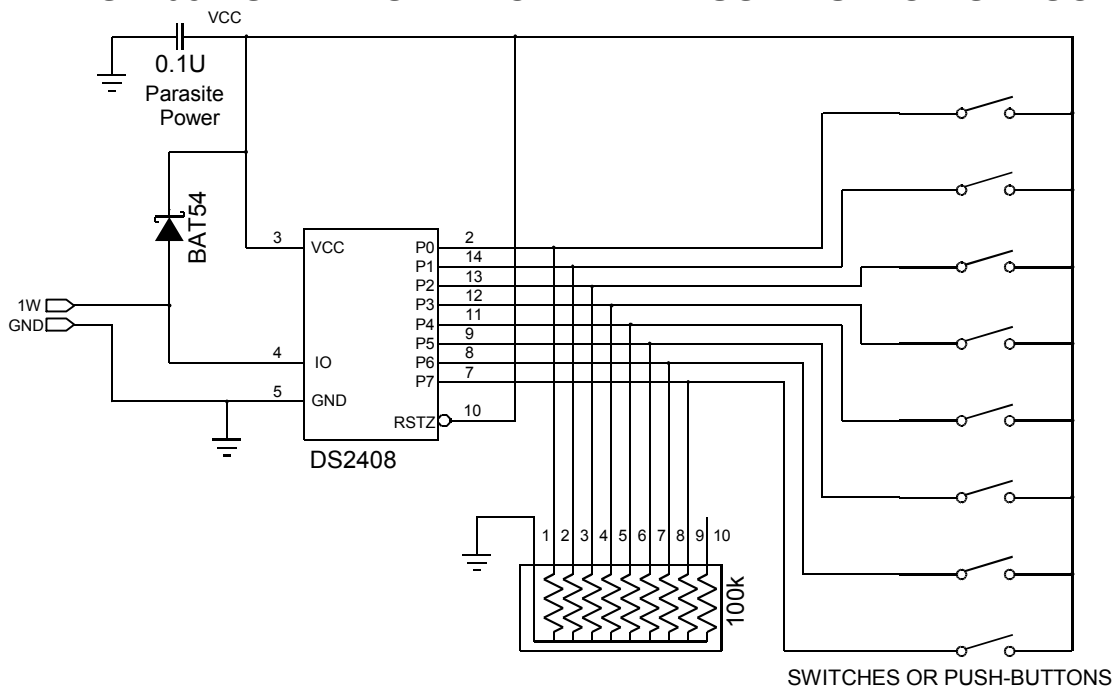 VCC
0.1U
Parasite
Power
BAT54
3
VCC
P0
2
P1
14
P2
13
P3
12
P4
11
P5
9
P6
8
P7
7
1W
GND
4
IO
5
GND
RSTZ
10
DS2408
1 2 3 4 5 6 7 8 9 10
100k
SWITCHES OR PUSH-BUTTONS